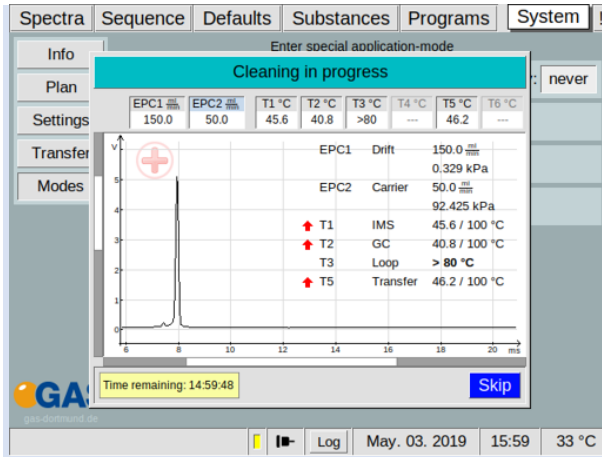 Spectra Sequence Defaults Substances Programs System
Enter special application-mode
Info
Plan
Settings
Transfer
Modes
never
Cleaning in progress
EPC1 ml/min EPC2 ml/min T1 °C T2 °C T3 °C T4 °C T5 °C T6 °C
150.0 50.0 45.6 40.8 >80 --- 46.2 ---
V
5
4
3
2
1
0
6 8 10 12 14 16 18 20 ms
EPC1 Drift 150.0 ml/min
0.329 kPa
EPC2 Carrier 50.0 ml/min
92.425 kPa
T1 IMS 45.6 / 100 °C
T2 GC 40.8 / 100 °C
T3 Loop > 80 °C
T5 Transfer 46.2 / 100 °C
Time remaining: 14:59:48
Skip
GAS
gas-dortmund.de
Log May. 03. 2019 15:59 33 °C